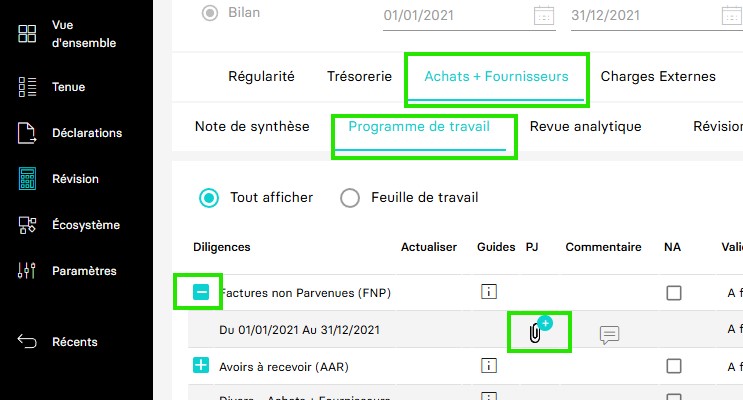 Vue
d'ensemble
Tenue
Déclarations
Révision
Écosystème
Paramètres
Récents
Bilan
01/01/2021
31/12/2021
Régularité Trésorerie Achats + Fournisseurs Charges Externes
Note de synthèse Programme de travail Revue analytique Révision
Tout afficher Feuille de travail
Diligences Actualiser Guides PJ Commentaire NA Vali
Factures non Parvenues (FNP) A f
Du 01/01/2021 Au 31/12/2021 A f
Avoirs à recevoir (AAR) A f
Divers - Achats + Fournisseurs